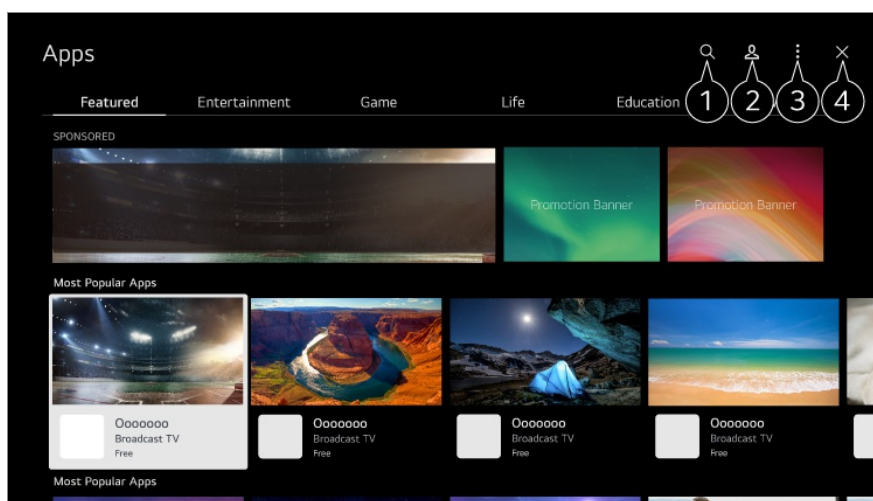 Apps
1 2 3 4
Featured Entertainment Game Life Education
SPONSORED
Promotion Banner Promotion Banner
Most Popular Apps
Ooooooo Ooooooo Ooooooo Ooooooo
Broadcast TV Broadcast TV Broadcast TV Broadcast TV
Free Free Free Free
Most Popular Apps